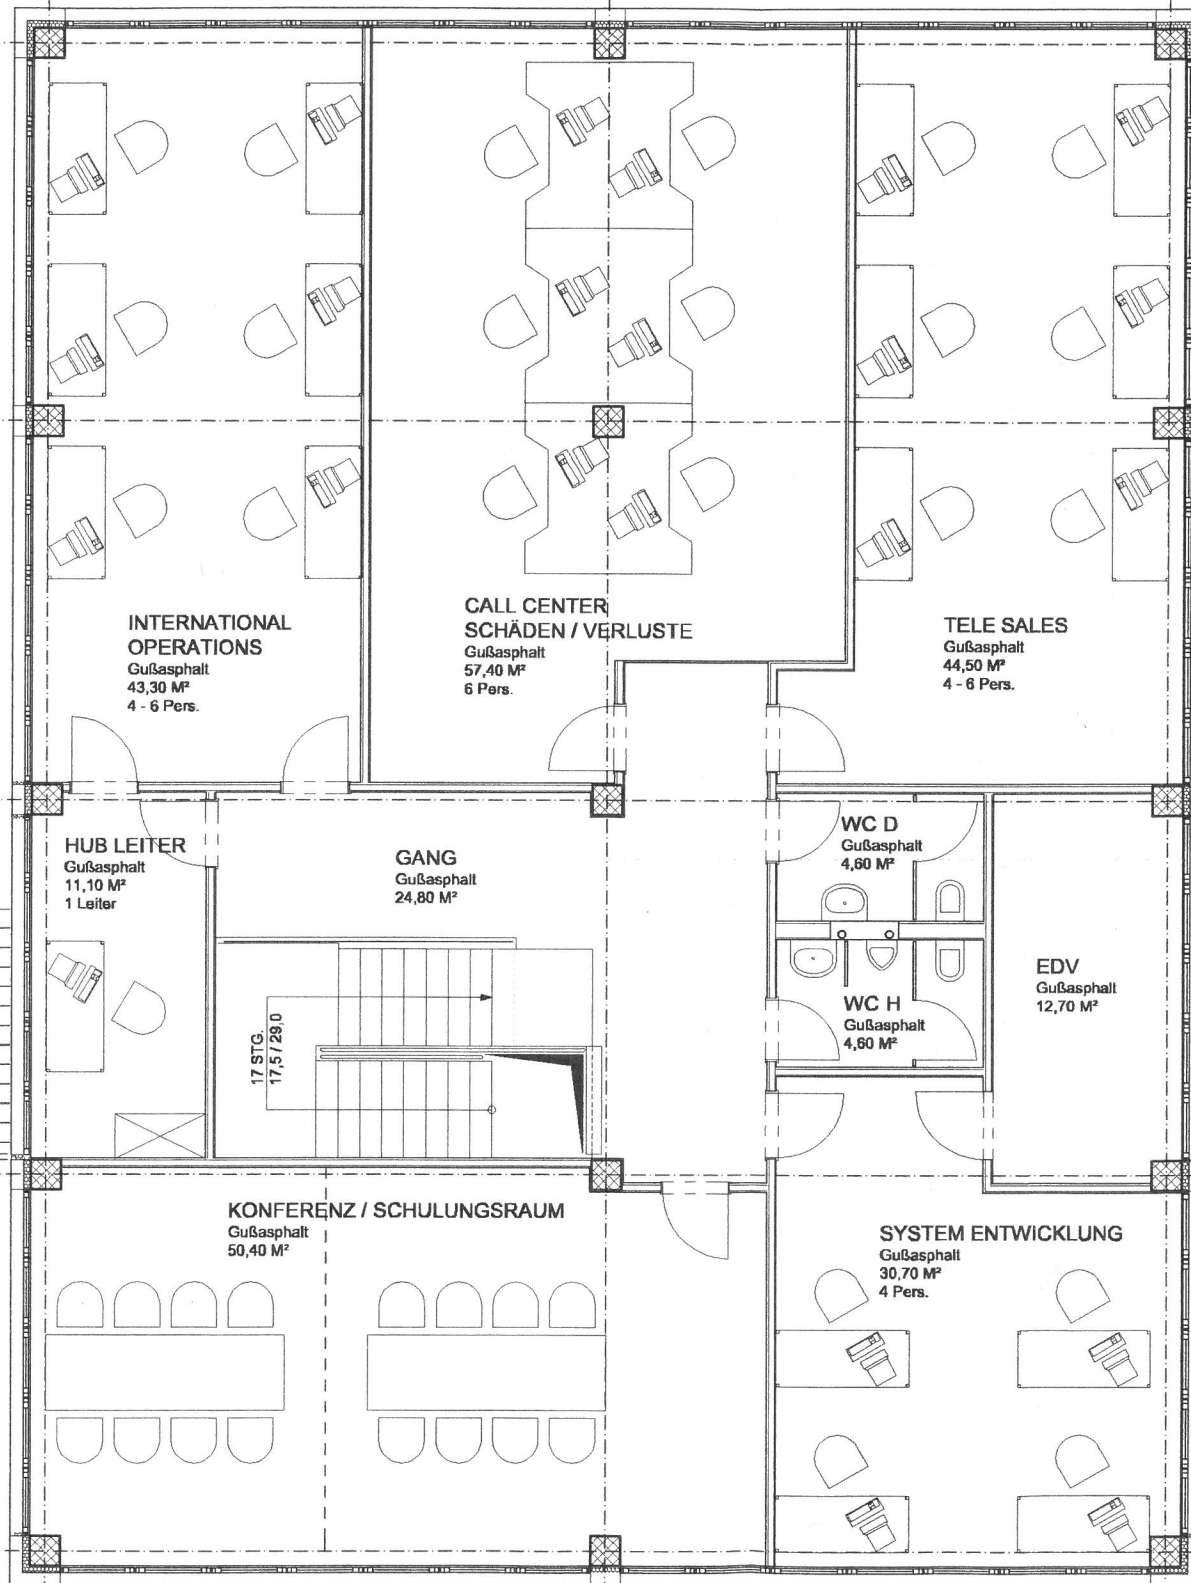 INTERNATIONAL
OPERATIONS
Gußasphalt
43,30 M²
4 - 6 Pers.
CALL CENTER
SCHÄDEN / VERLUSTE
Gußasphalt
57,40 M²
6 Pers.
TELE SALES
Gußasphalt
44,50 M²
4 - 6 Pers.
HUB LEITER
Gußasphalt
11,10 M²
1 Leiter
GANG
Gußasphalt
24,80 M²
WC D
Gußasphalt
4,60 M²
WC H
Gußasphalt
4,60 M²
EDV
Gußasphalt
12,70 M²
17 STG.
17,5 / 29,0
KONFERENZ / SCHULUNGSRAUM
Gußasphalt
50,40 M²
SYSTEM ENTWICKLUNG
Gußasphalt
30,70 M²
4 Pers.